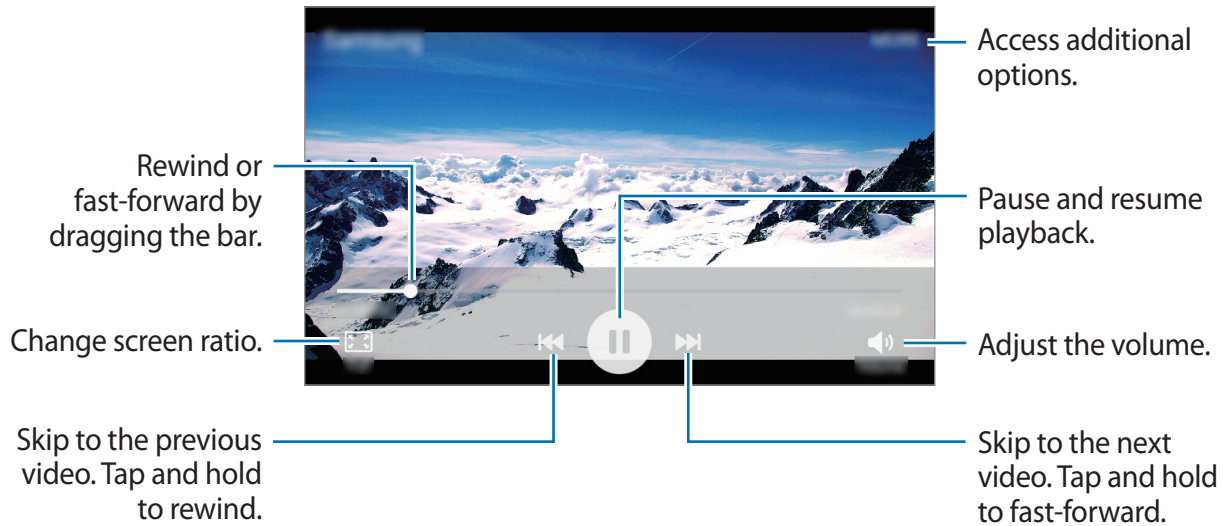 Access additional
options.
Rewind or
fast-forward by
dragging the bar.
Pause and resume
playback.
Change screen ratio.
Adjust the volume.
Skip to the previous
video. Tap and hold
to rewind.
Skip to the next
video. Tap and hold
to fast-forward.